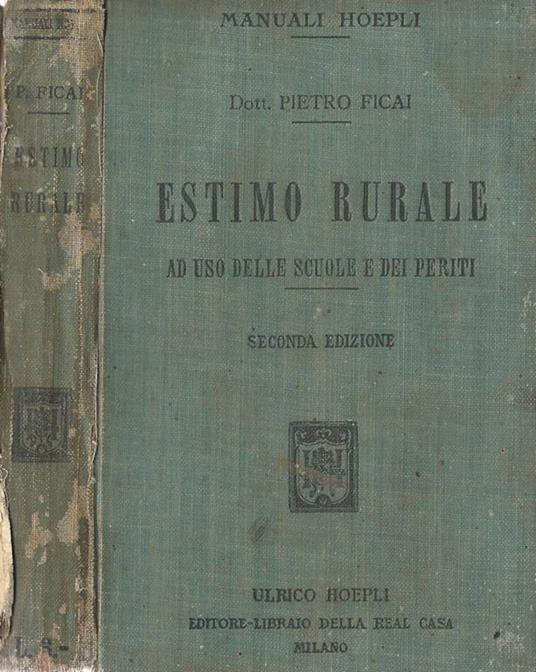 MANUALI HOEPLI
Dott. PIETRO FICAI
ESTIMO RURALE
AD USO DELLE SCUOLE E DEI PERITI
SECONDA EDIZIONE
ULRICO HOEPLI
EDITORE-LIBRAIO DELLA REAL CASA
MILANO
P. FICAI
ESTIMO
RURALE